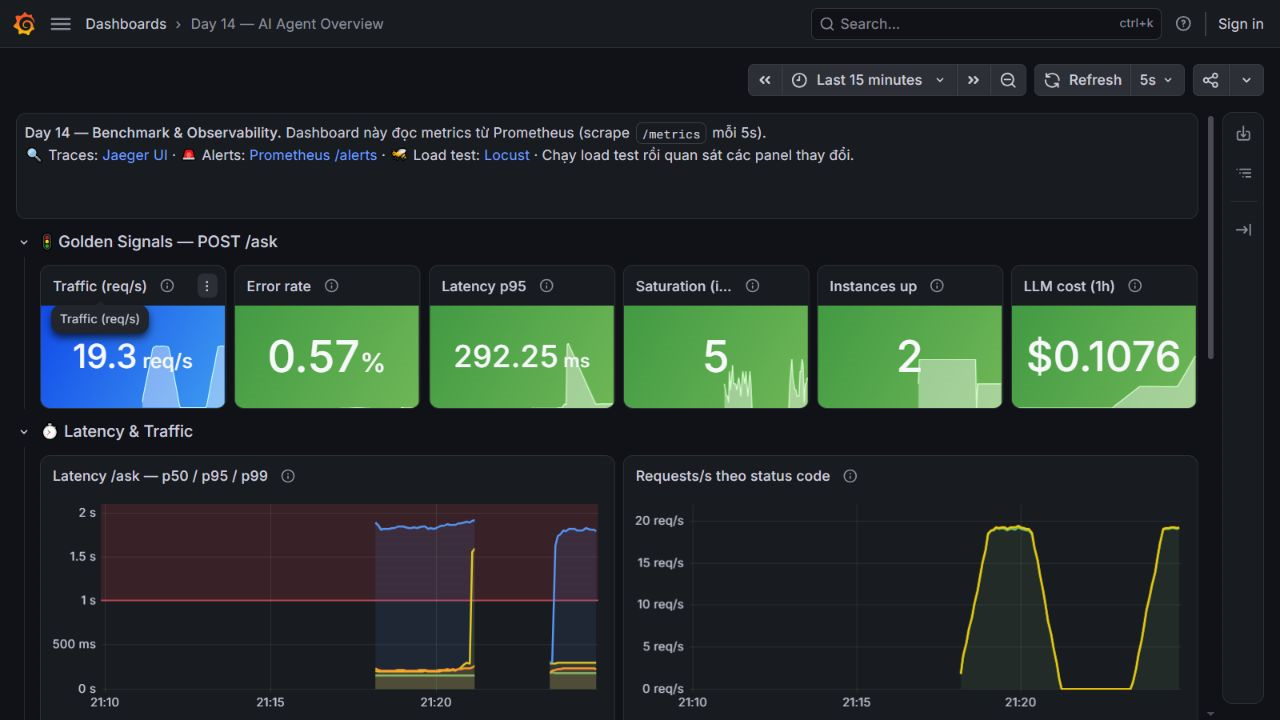 Dashboards › Day 14 — AI Agent Overview
Search... ctrl+k
Sign in
Last 15 minutes
Refresh 5s
Day 14 — Benchmark & Observability. Dashboard này đọc metrics từ Prometheus (scrape /metrics mỗi 5s).
🔍 Traces: Jaeger UI · 🚨 Alerts: Prometheus /alerts · 🐝 Load test: Locust · Chạy load test rồi quan sát các panel thay đổi.
🚦 Golden Signals — POST /ask
Traffic (req/s)
Traffic (req/s)
19.3 req/s
Error rate
0.57%
Latency p95
292.25 ms
Saturation (i...
5
Instances up
2
LLM cost (1h)
$0.1076
⏱ Latency & Traffic
Latency /ask — p50 / p95 / p99
2 s
1.5 s
1 s
500 ms
0 s
21:10 21:15 21:20
Requests/s theo status code
20 req/s
15 req/s
10 req/s
5 req/s
0 req/s
21:10 21:15 21:20